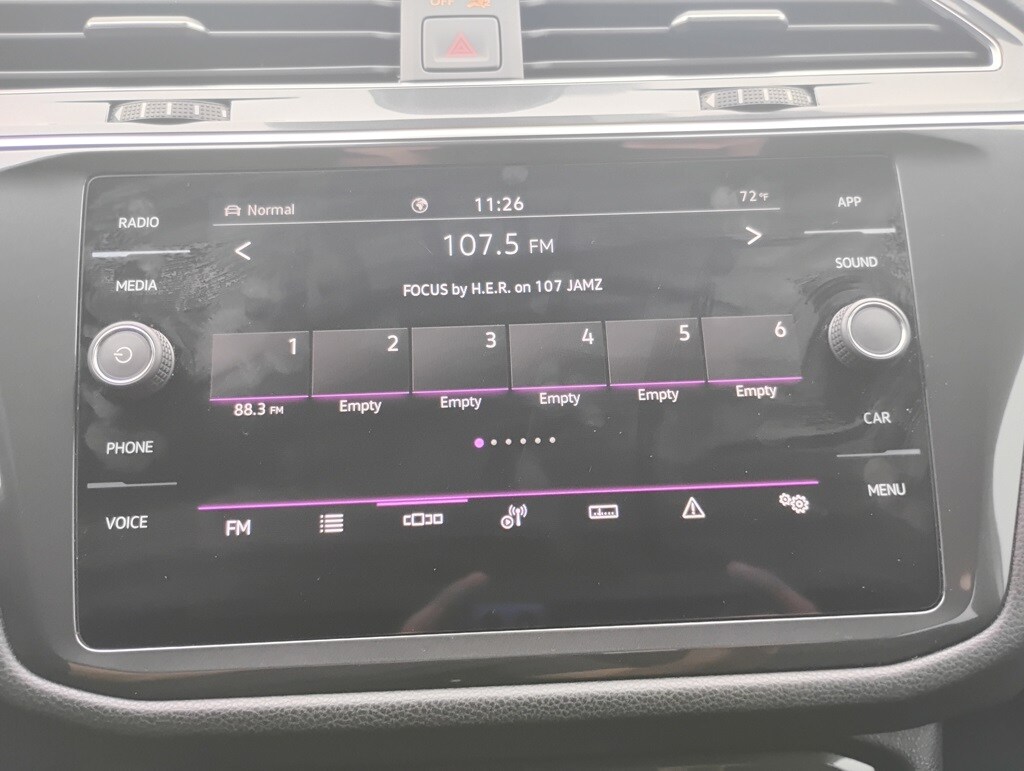 OFF
RADIO
MEDIA
PHONE
VOICE
Normal
11:26
72°F
< 107.5 FM >
FOCUS by H.E.R. on 107 JAMZ
1 2 3 4 5 6
88.3 FM Empty Empty Empty Empty Empty
FM
APP
SOUND
CAR
MENU